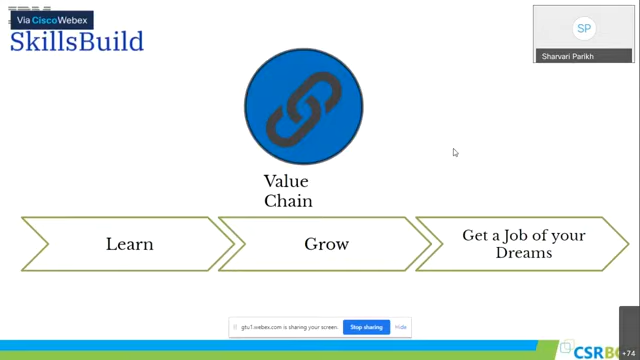 Via Cisco Webex
SkillsBuild
SP
Sharvari Parikh
Value
Chain
Learn
Grow
Get a Job of your
Dreams
gtu1.webex.com is sharing your screen.
Stop sharing
Hide
+74
CSRB